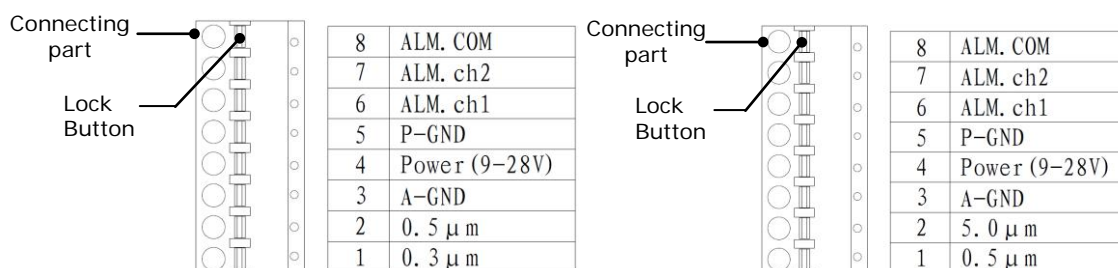 Connecting
part
Lock
Button
8 ALM. COM
7 ALM. ch2
6 ALM. ch1
5 P-GND
4 Power (9-28V)
3 A-GND
2 0.5 μm
1 0.3 μm
Connecting
part
Lock
Button
8 ALM. COM
7 ALM. ch2
6 ALM. ch1
5 P-GND
4 Power (9-28V)
3 A-GND
2 5.0 μm
1 0.5 μm